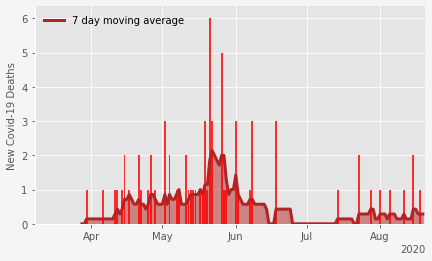 7 day moving average
New Covid-19 Deaths
6
5
4
3
2
1
0
Apr
May
Jun
Jul
Aug
2020